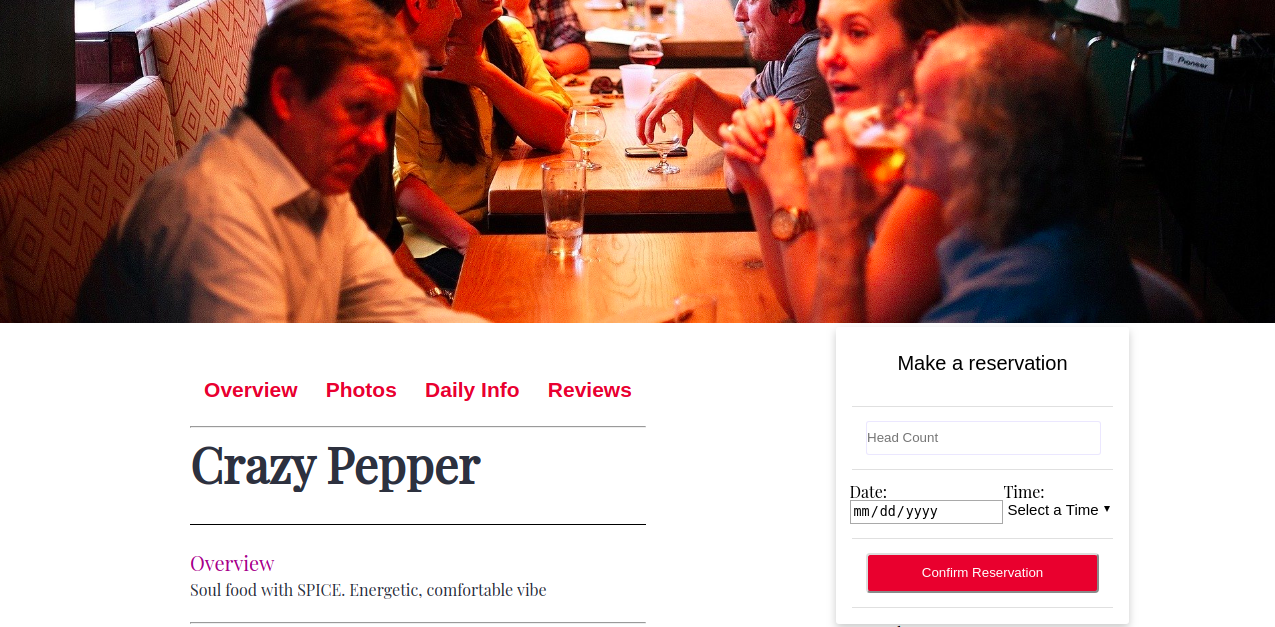 Pioneer
Overview Photos Daily Info Reviews
Crazy Pepper
Overview
Soul food with SPICE. Energetic, comfortable vibe
Make a reservation
Head Count
Date: Time:
mm/dd/yyyy Select a Time ▾
Confirm Reservation